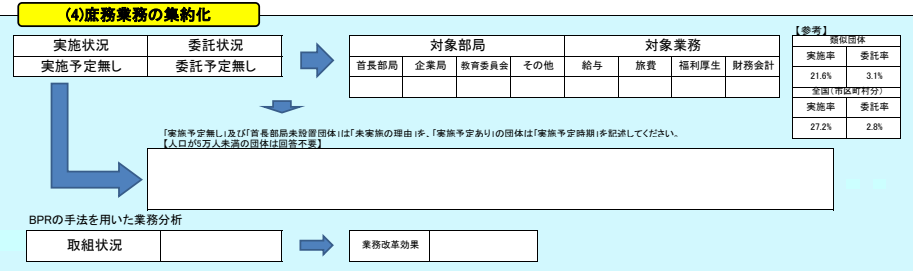 (4)庶務業務の集約化
【参考】
実施状況 委託状況
実施予定無し 委託予定無し
対象部局 対象業務
首長部局 企業局 教育委員会 その他 給与 旅費 福利厚生 財務会計
類似団体
実施率 委託率
21.6% 3.1%
全国(市区町村分)
実施率 委託率
27.2% 2.8%
「実施予定無し」及び「首長部局未設置団体」は「未実施の理由」を、「実施予定あり」の団体は「実施予定時期」を記述してください。
【人口が5万人未満の団体は回答不要】
BPRの手法を用いた業務分析
取組状況
業務改革効果